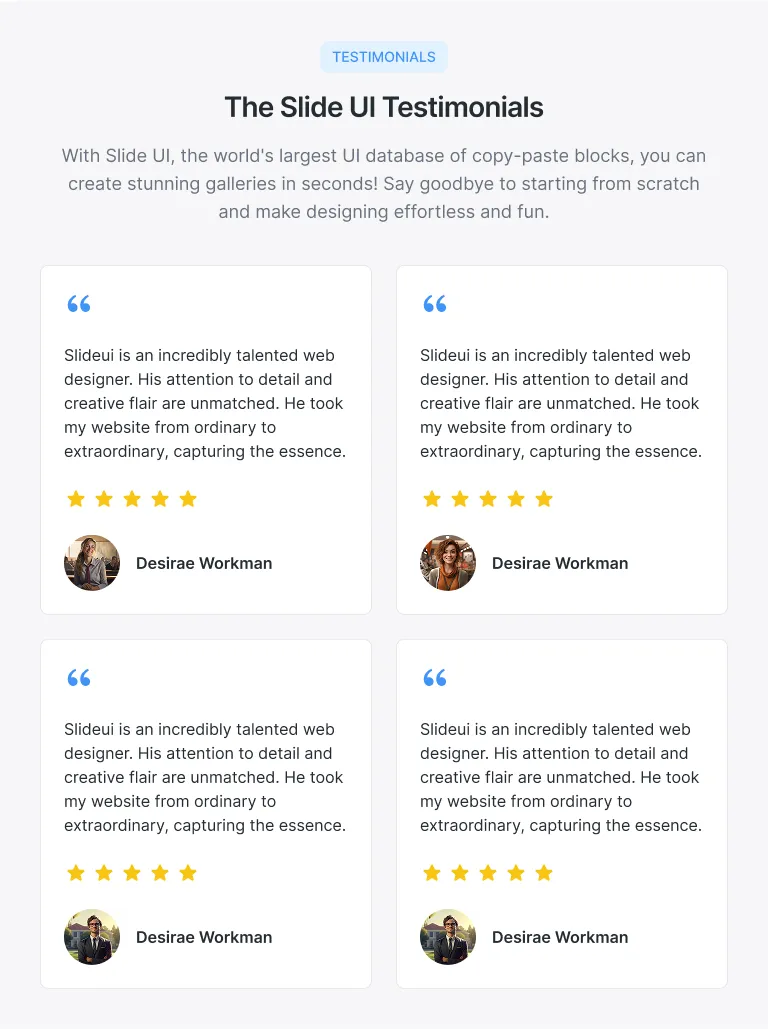 TESTIMONIALS
The Slide UI Testimonials
With Slide UI, the world's largest UI database of copy-paste blocks, you can
create stunning galleries in seconds! Say goodbye to starting from scratch
and make designing effortless and fun.
“
Slideui is an incredibly talented web
designer. His attention to detail and
creative flair are unmatched. He took
my website from ordinary to
extraordinary, capturing the essence.
Desirae Workman
“
Slideui is an incredibly talented web
designer. His attention to detail and
creative flair are unmatched. He took
my website from ordinary to
extraordinary, capturing the essence.
Desirae Workman
“
Slideui is an incredibly talented web
designer. His attention to detail and
creative flair are unmatched. He took
my website from ordinary to
extraordinary, capturing the essence.
Desirae Workman
“
Slideui is an incredibly talented web
designer. His attention to detail and
creative flair are unmatched. He took
my website from ordinary to
extraordinary, capturing the essence.
Desirae Workman